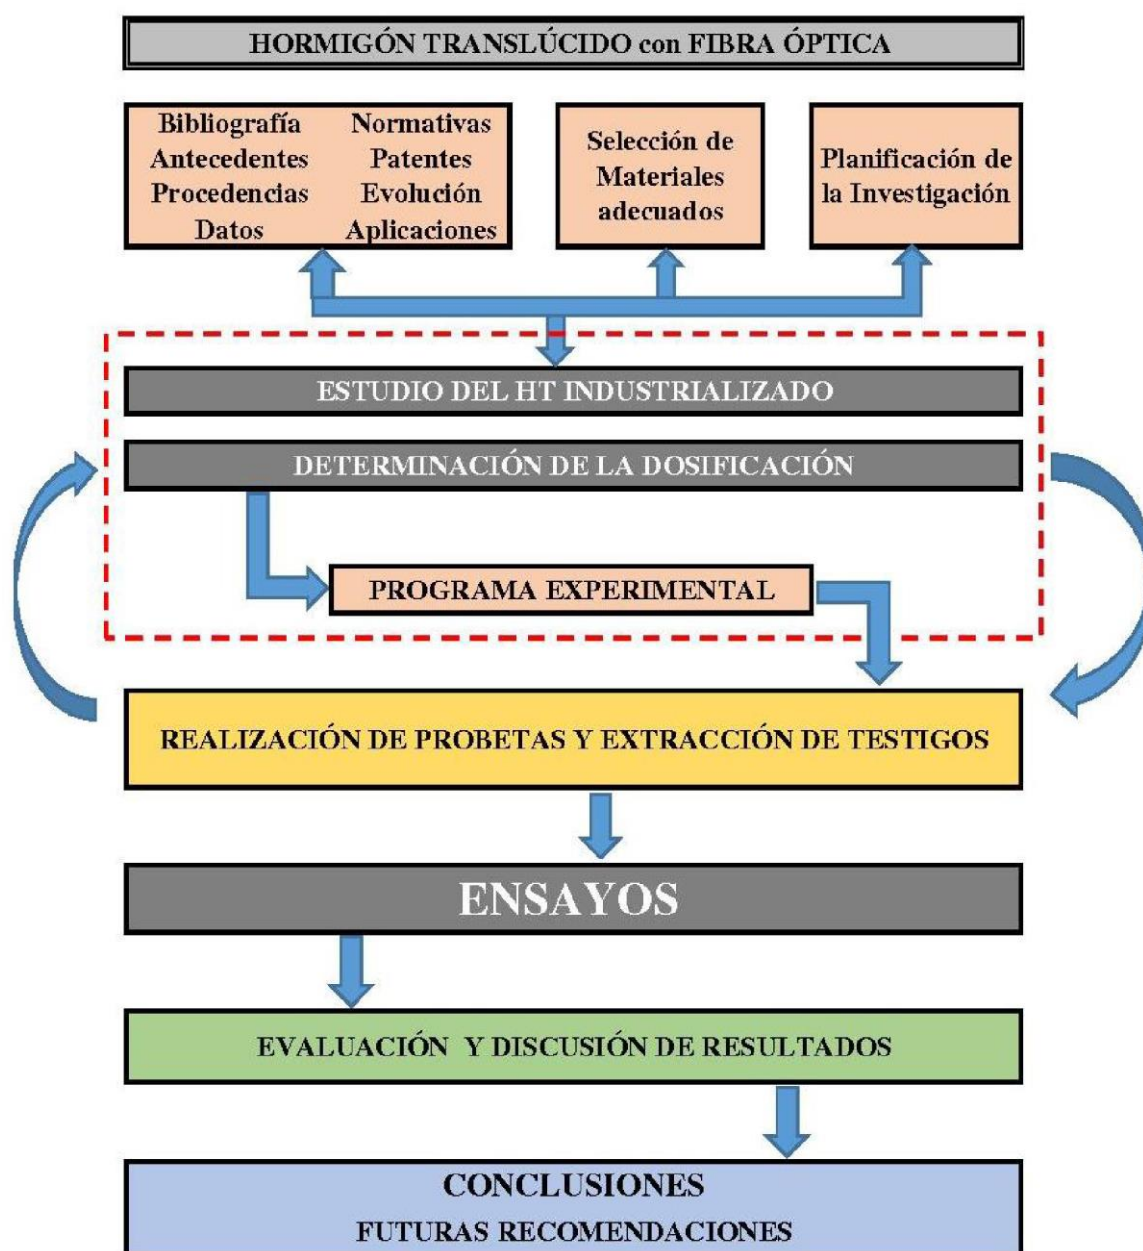 HORMIGÓN TRANSLÚCIDO con FIBRA ÓPTICA
Bibliografía Normativas
Antecedentes Patentes
Procedencias Evolución
Datos Aplicaciones
Selección de
Materiales
adecuados
Planificación de
la Investigación
ESTUDIO DEL HT INDUSTRIALIZADO
DETERMINACIÓN DE LA DOSIFICACIÓN
PROGRAMA EXPERIMENTAL
REALIZACIÓN DE PROBETAS Y EXTRACCIÓN DE TESTIGOS
ENSAYOS
EVALUACIÓN Y DISCUSIÓN DE RESULTADOS
CONCLUSIONES
FUTURAS RECOMENDACIONES